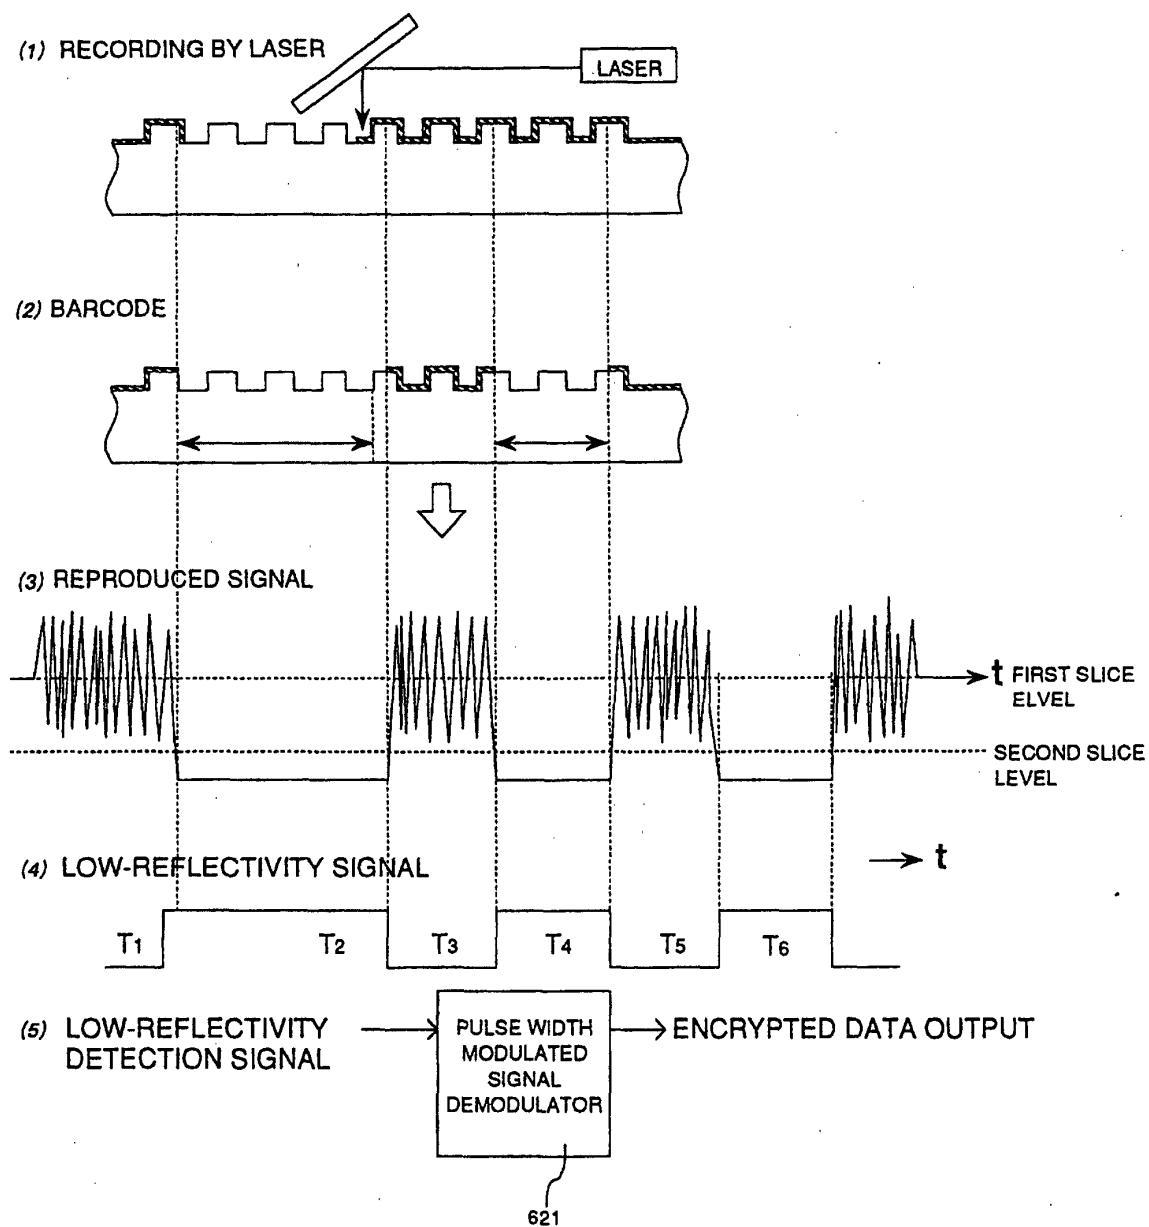 (1) RECORDING BY LASER
LASER
(2) BARCODE
(3) REPRODUCED SIGNAL
t FIRST SLICE
ELVEL
SECOND SLICE
LEVEL
(4) LOW-REFLECTIVITY SIGNAL
t
T1 T2 T3 T4 T5 T6
(5) LOW-REFLECTIVITY
DETECTION SIGNAL
PULSE WIDTH
MODULATED
SIGNAL
DEMODULATOR
ENCRYPTED DATA OUTPUT
621